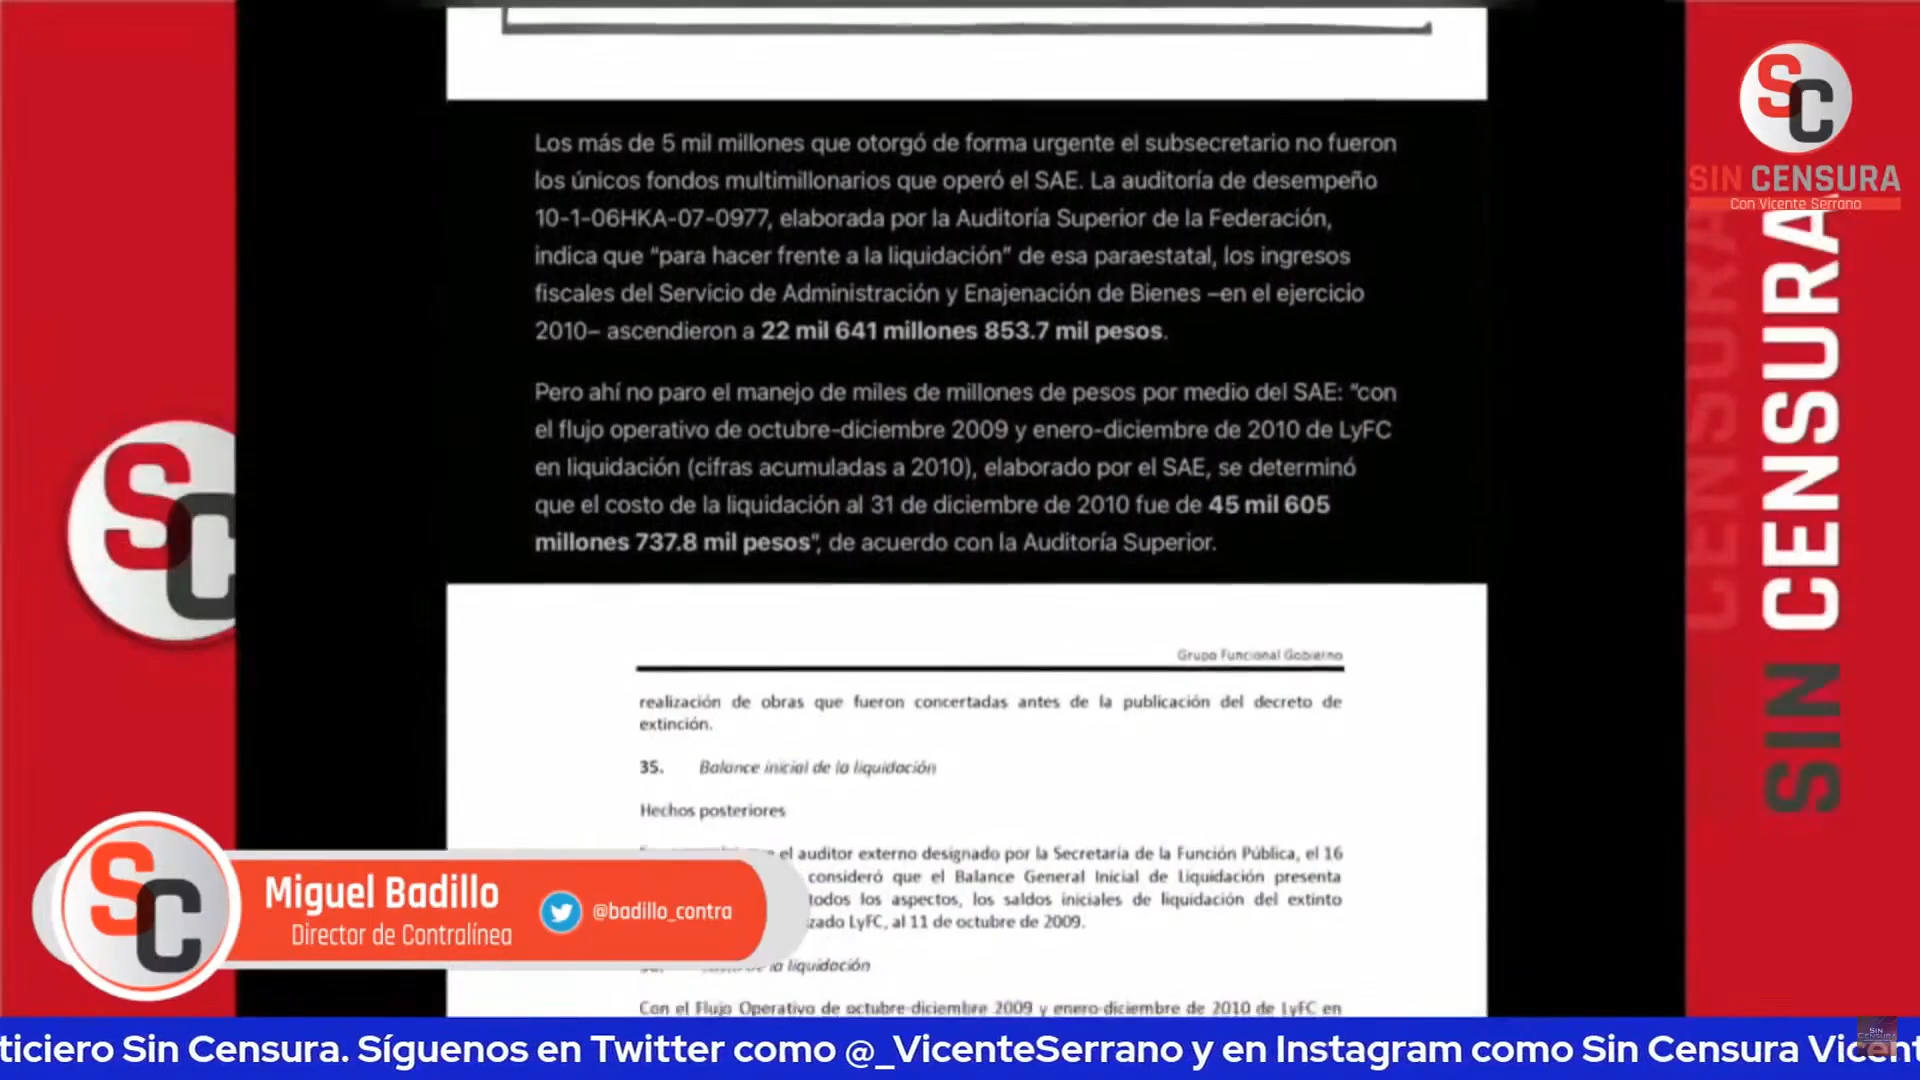 Los más de 5 mil millones que otorgó de forma urgente el subsecretario no fueron
los únicos fondos multimillonarios que operó el SAE. La auditoría de desempeño
10-1-06HKA-07-0977, elaborada por la Auditoría Superior de la Federación,
indica que “para hacer frente a la liquidación” de esa paraestatal, los ingresos
fiscales del Servicio de Administración y Enajenación de Bienes –en el ejercicio
2010– ascendieron a 22 mil 641 millones 853.7 mil pesos.
Pero ahí no paro el manejo de miles de millones de pesos por medio del SAE: “con
el flujo operativo de octubre-diciembre 2009 y enero-diciembre de 2010 de LyFC
en liquidación (cifras acumuladas a 2010), elaborado por el SAE, se determinó
que el costo de la liquidación al 31 de diciembre de 2010 fue de 45 mil 605
millones 737.8 mil pesos”, de acuerdo con la Auditoría Superior.
Grupo Funcional Gobierno
realización de obras que fueron concertadas antes de la publicación del decreto de
extinción.
35. Balance inicial de la liquidación
Hechos posteriores
el auditor externo designado por la Secretaría de la Función Pública, el 16
consideró que el Balance General Inicial de Liquidación presenta
todos los aspectos, los saldos iniciales de liquidación del extinto
LyFC, al 11 de octubre de 2009.
la liquidación
Con el Flujo Operativo de octubre-diciembre 2009 y enero-diciembre de 2010 de LyFC en
SC
SIN CENSURA
Con Vicente Serrano
SIN CENSURA
CENSURA
SC
SC
Miguel Badillo
Director de Contralínea
@badillo_contra
ticiero Sin Censura. Síguenos en Twitter como @_VicenteSerrano y en Instagram como Sin Censura Vicent
SIN
CENSURA